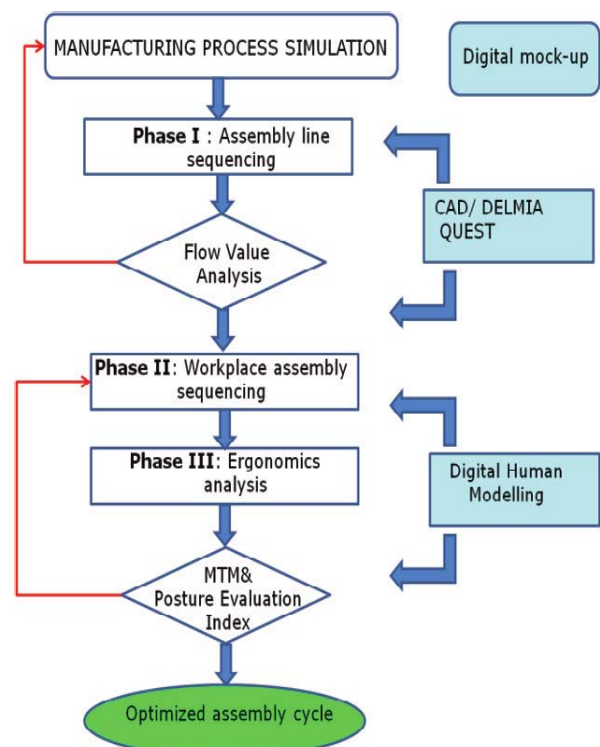 MANUFACTURING PROCESS SIMULATION
Digital mock-up
Phase I : Assembly line
sequencing
CAD/ DELMIA
QUEST
Flow Value
Analysis
Phase II: Workplace assembly
sequencing
Phase III: Ergonomics
analysis
Digital Human
Modelling
MTM&
Posture Evaluation
Index
Optimized assembly cycle